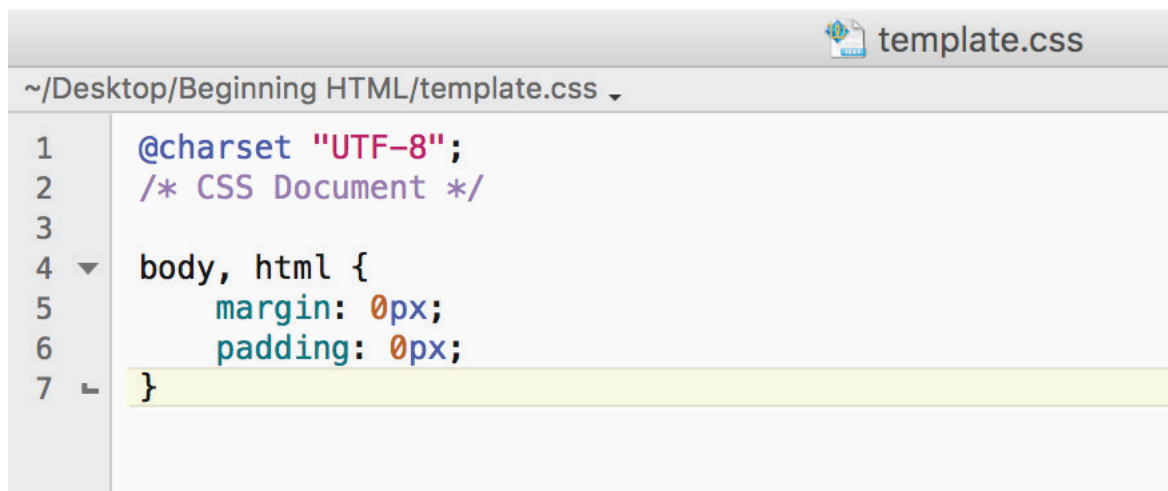 template.css
~/Desktop/Beginning HTML/template.css
1 @charset "UTF-8";
2 /* CSS Document */
3
4 body, html {
5     margin: 0px;
6     padding: 0px;
7 }